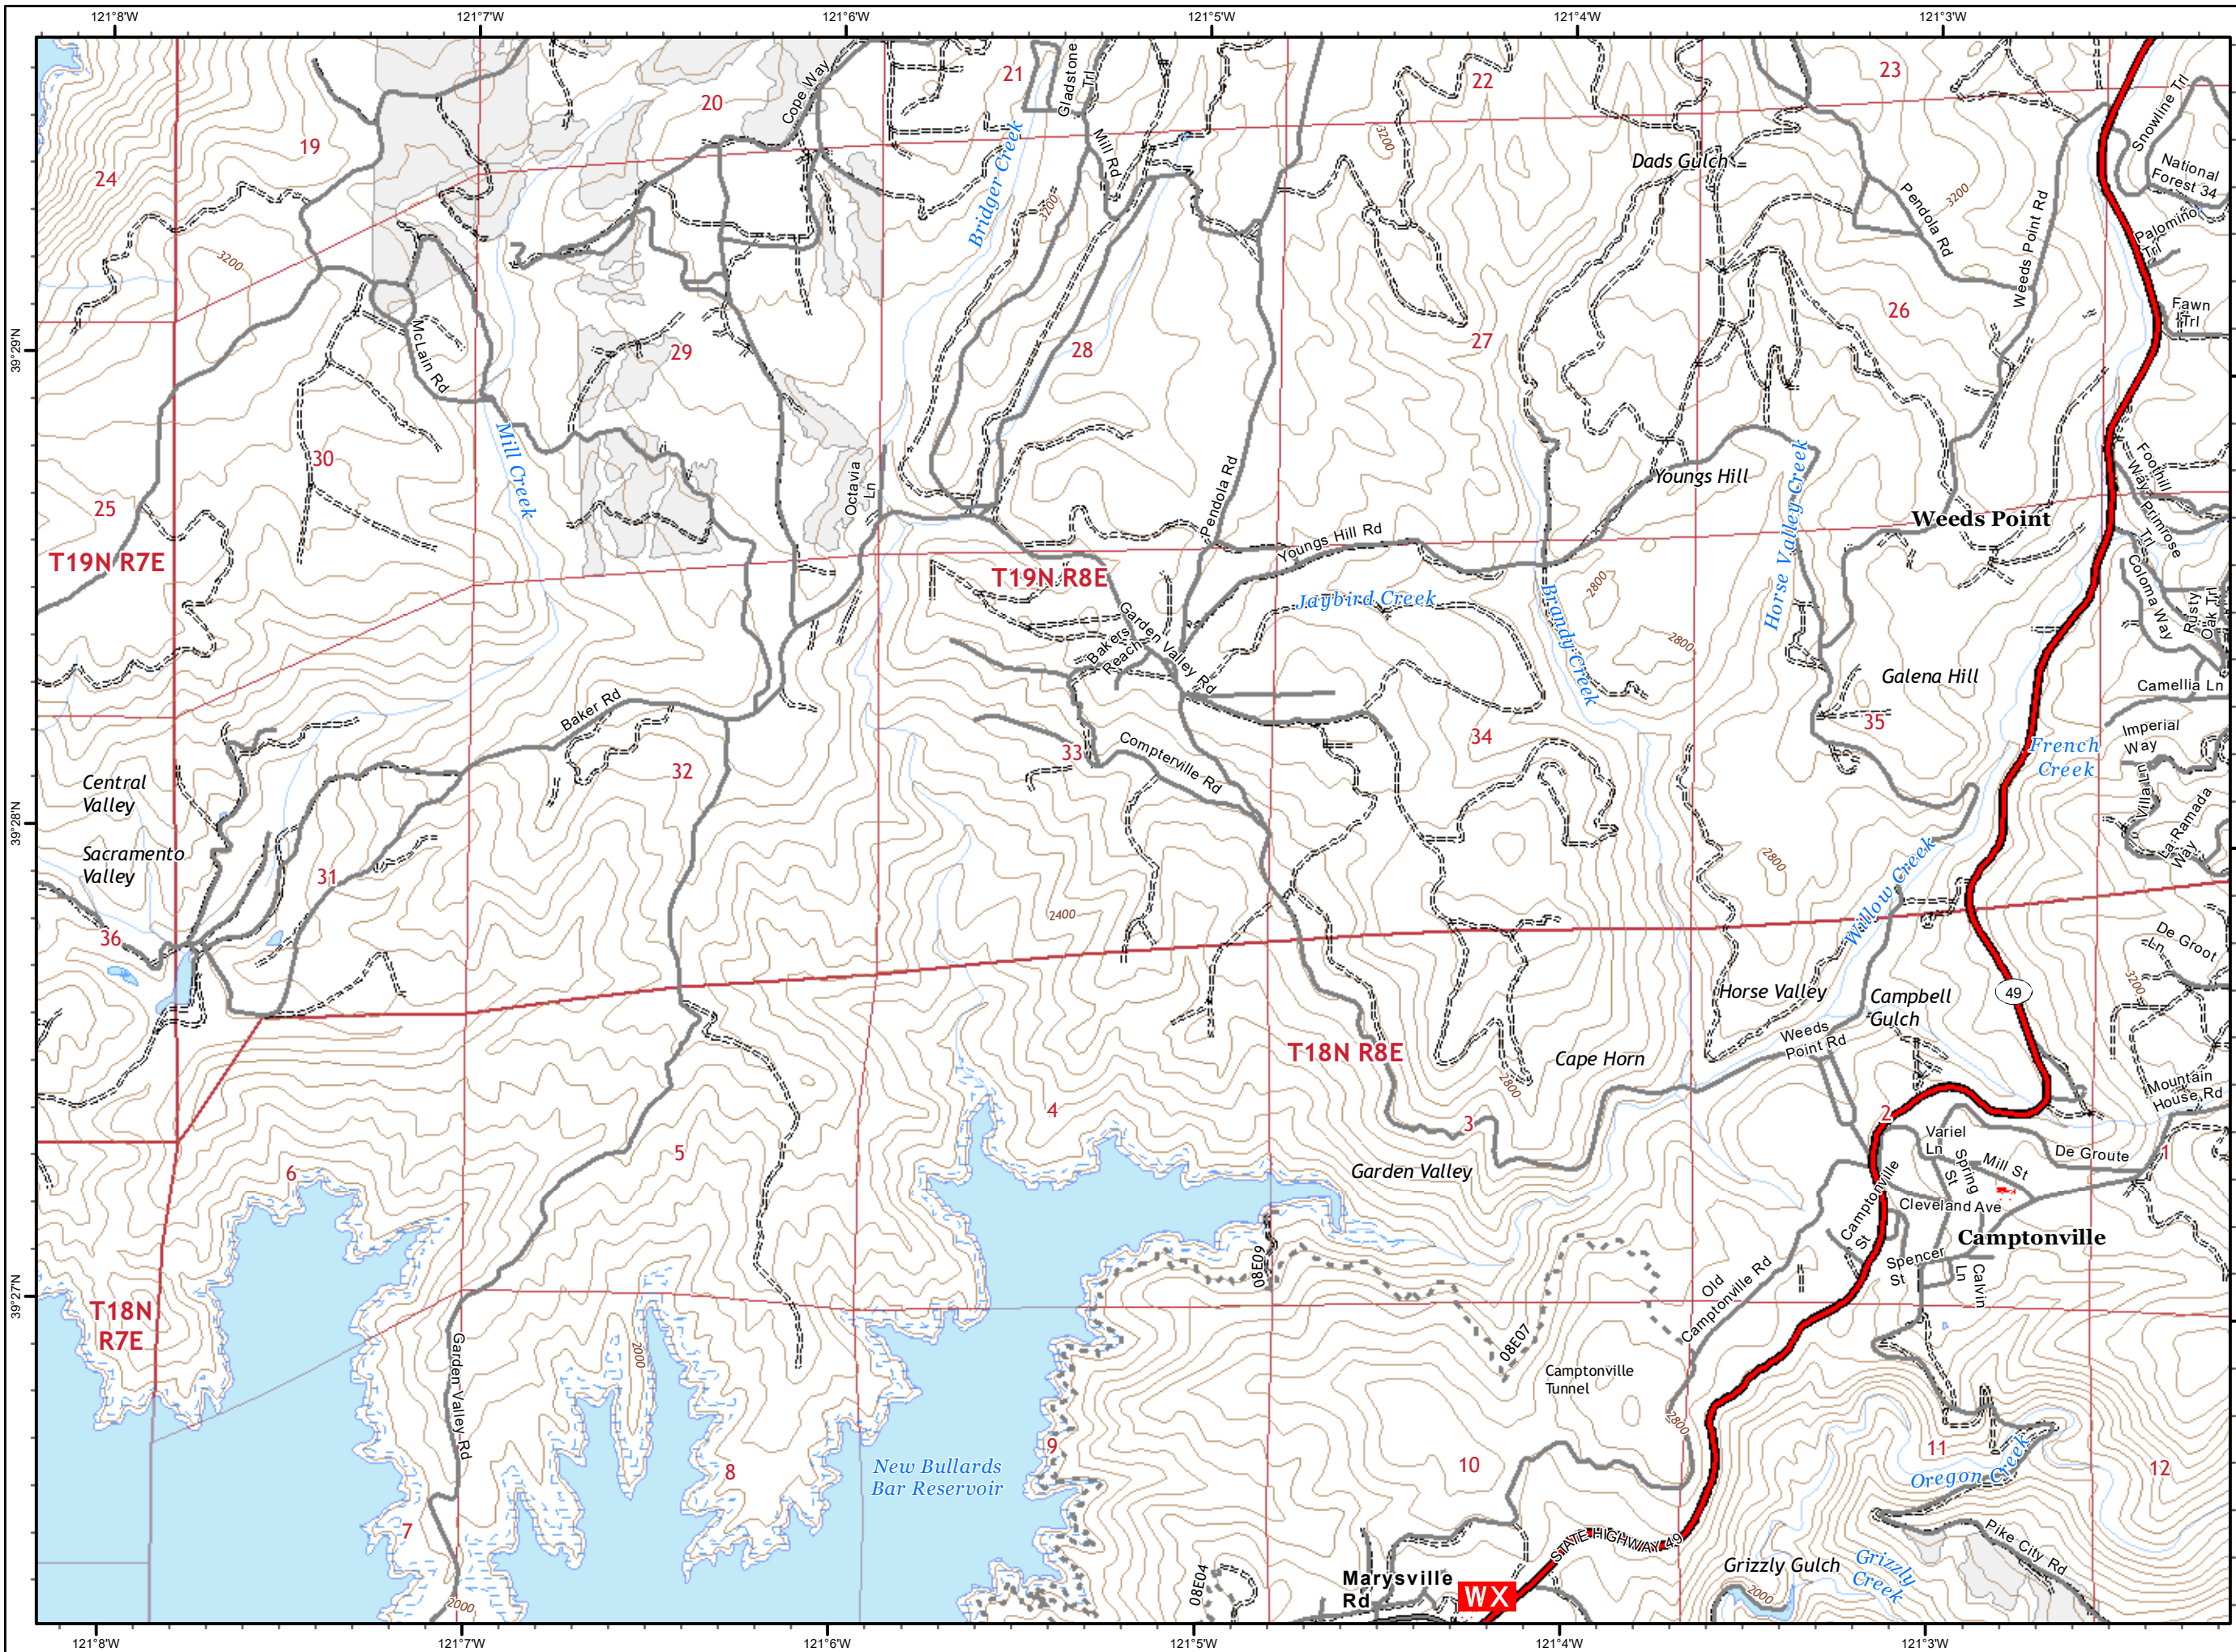 121°8'W
121°7'W
121°6'W
121°5'W
121°4'W
121°3'W
19
20
21
22
23
24
Cope Way
Gladstone
Trl
Mill Rd
Bridger Creek
3200
3200
Dads Gulch
Snowline Trl
National
Forest 34
Palomino
Trl
Pendola Rd
3200
Weeds Point Rd
3200
Fawn
Trl
39°29'N
McLain Rd
29
28
27
26
30
25
Mill Creek
Octavia
Ln
Pendola Rd
Youngs Hill
Horse Valley Creek
Foothill
Way
Primrose
Trl
Weeds Point
T19N R7E
T19N R8E
Youngs Hill Rd
Jaybird Creek
Brandy Creek
2800
2800
Coloma Way
Rusty
Oak Trl
Garden Valley Rd
Bakers
Reach
Galena Hill
Camellia Ln
Baker Rd
33
Compterville Rd
34
35
French
Creek
Imperial
Way
32
Central
Valley
Villa Ln
La Ramada
Way
39°28'N
Sacramento
Valley
31
36
2400
2800
Willow Creek
De Groot
Ln
3200
49
Horse Valley
Campbell
Gulch
Weeds
Point Rd
T18N R8E
Cape Horn
2800
Mountain
House Rd
4
3
2
1
5
6
Variel
Ln
Spring
St
Mill St
De Groute
Garden Valley
Cleveland Ave
Camptonville
St
Camptonville
Spencer
St
Calvin
Ln
08E09
39°27'N
T18N
R7E
Old
Camptonville Rd
08E07
Garden Valley Rd
2000
Camptonville
Tunnel
2800
New Bullards
Bar Reservoir
7
8
9
10
11
12
Oregon Creek
Pike City Rd
STATE HIGHWAY 49
Grizzly Gulch
Grizzly
Creek
2000
2000
08E04
Marysville
Rd
WX
121°8'W
121°7'W
121°6'W
121°5'W
121°4'W
121°3'W